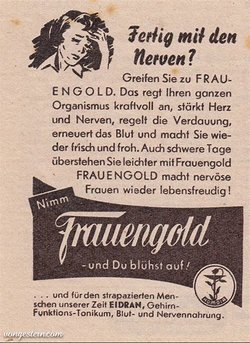 Fertig mit den
Nerven?
Greifen Sie zu FRAU-
ENGOLD. Das regt Ihren ganzen
Organismus kraftvoll an, stärkt Herz
und Nerven, regelt die Verdauung,
erneuert das Blut und macht Sie wie-
der frisch und froh. Auch schwere Tage
überstehen Sie leichter mit Frauengold
FRAUENGOLD macht nervöse
Frauen wieder lebensfreudig!
Nimm
Frauengold
- und Du blühst auf!
. . . und für den strapazierten Men-
schen unserer Zeit EIDRAN, Gehirn-
Funktions-Tonikum, Blut- und Nervennahrung.
vongestern.com